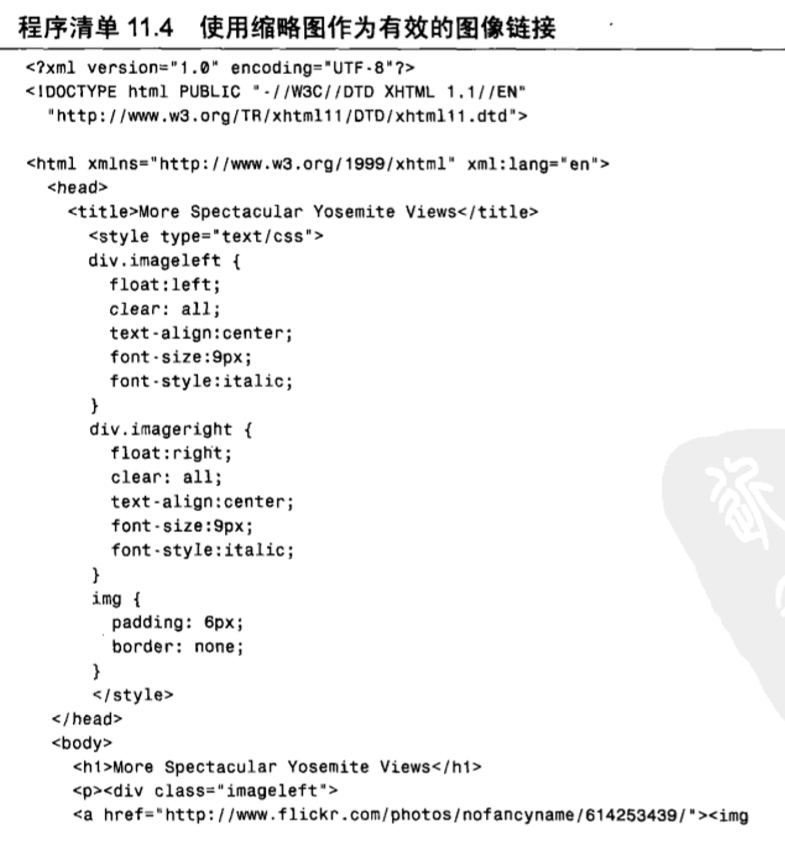 程序清单 11.4 使用缩略图作为有效的图像链接
<?xml version="1.0" encoding="UTF-8"?>
<!DOCTYPE html PUBLIC "-//W3C//DTD XHTML 1.1//EN"
"http://www.w3.org/TR/xhtml11/DTD/xhtml11.dtd">
<html xmlns="http://www.w3.org/1999/xhtml" xml:lang="en">
<head>
<title>More Spectacular Yosemite Views</title>
<style type="text/css">
div.imageleft {
float:left;
clear: all;
text-align:center;
font-size:9px;
font-style:italic;
}
div.imageright {
float:right;
clear: all;
text-align:center;
font-size:9px;
font-style:italic;
}
img {
padding: 6px;
border: none;
}
</style>
</head>
<body>
<h1>More Spectacular Yosemite Views</h1>
<p><div class="imageleft">
<a href="http://www.flickr.com/photos/nofancyname/614253439/"><img